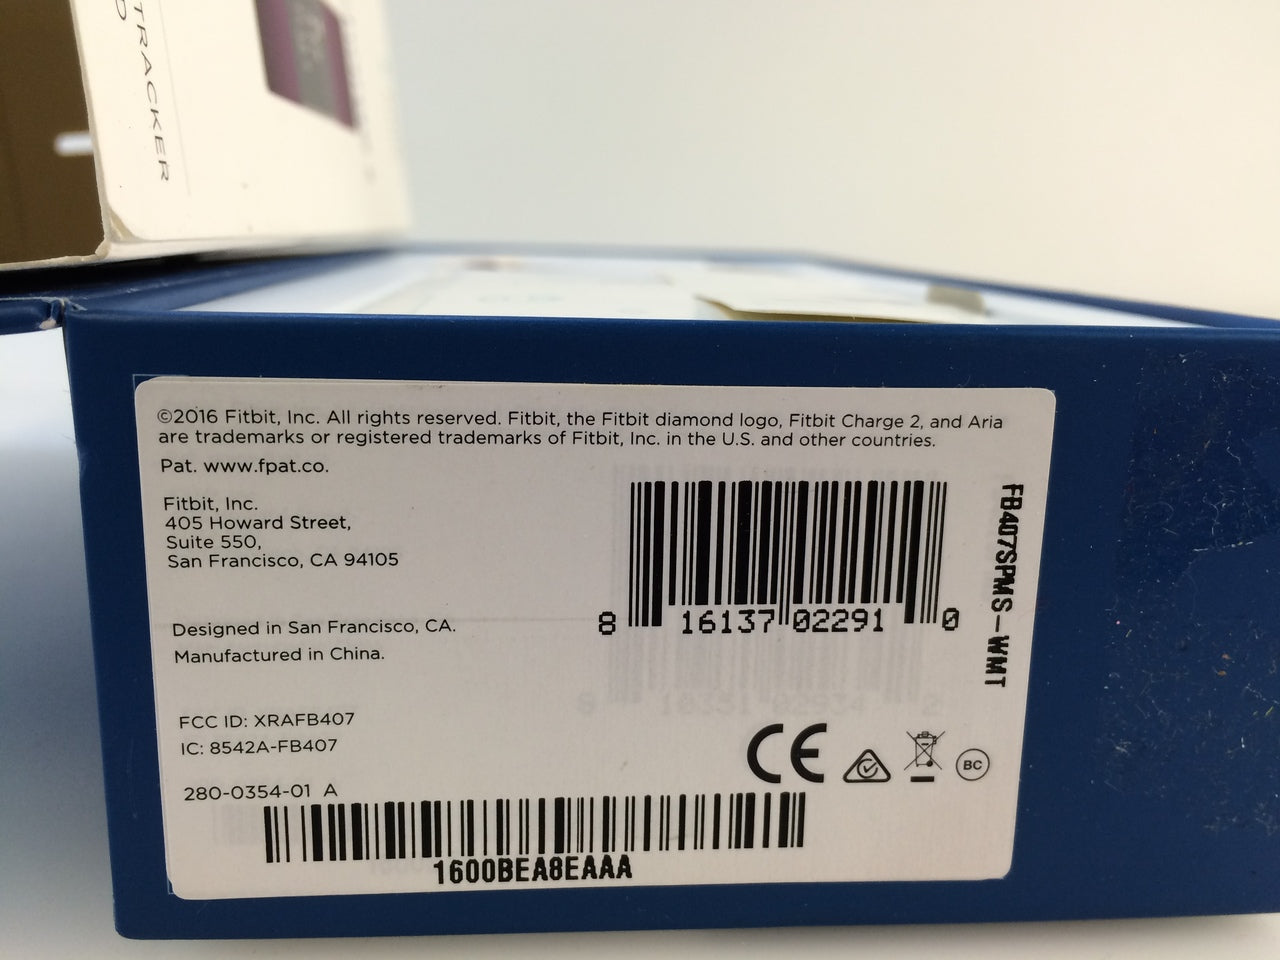 TRACKER
©2016 Fitbit, Inc. All rights reserved. Fitbit, the Fitbit diamond logo, Fitbit Charge 2, and Aria
are trademarks or registered trademarks of Fitbit, Inc. in the U.S. and other countries.
Pat. www.fpat.co.
Fitbit, Inc.
405 Howard Street,
Suite 550,
San Francisco, CA 94105
8 16137 02291 0
FB407SPMS-WMT
Designed in San Francisco, CA.
Manufactured in China.
FCC ID: XRAFB407
IC: 8542A-FB407
CE
BC
280-0354-01 A
1600BEA8EAAA